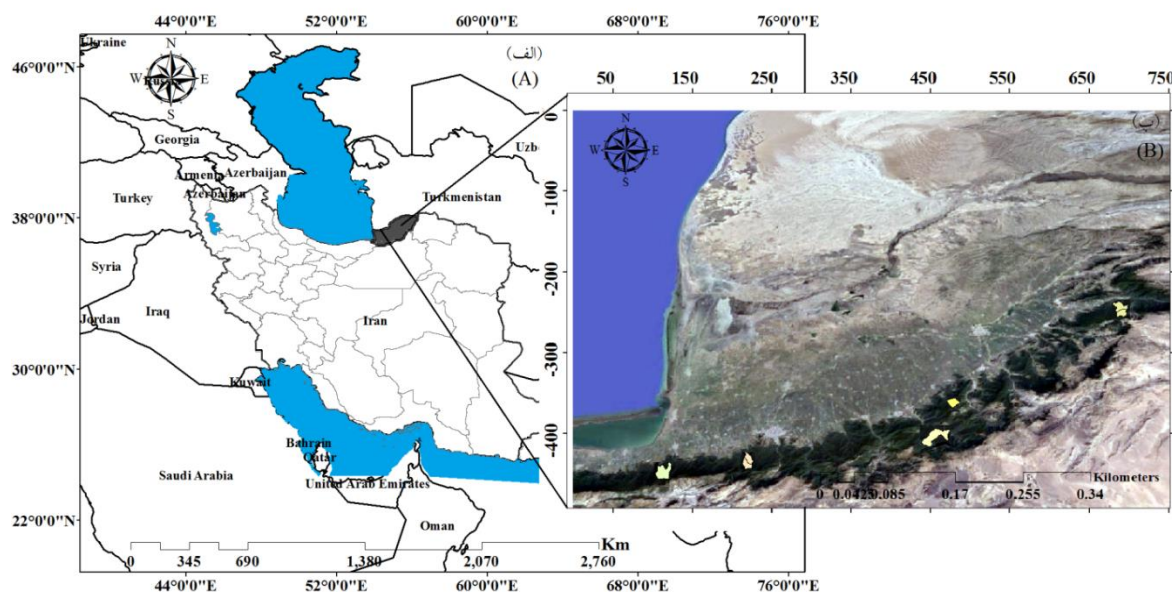 44°0'0"E 52°0'0"E 60°0'0"E 68°0'0"E 76°0'0"E
Ukraine
(الف)
(A)
N
W E
S
46°0'0"N
50 150 250 350 450 550 650 750
0
(ب)
(B)
N
W E
S
Georgia
Uzb
Armenia Azerbaijan
Azerbaijan
Turkey
Turkmenistan
-100
38°0'0"N
-200
Syria
Iraq
Iran
Jordan
-300
30°0'0"N
Kuwait
-400
Bahrain
Qatar
Saudi Arabia
United Arab Emirates
Kilometers
0 0.0425 0.085 0.17 0.255 0.34
22°0'0"N
Oman
Km
0 345 690 1,380 2,070 2,760
44°0'0"E 52°0'0"E 60°0'0"E 68°0'0"E 76°0'0"E